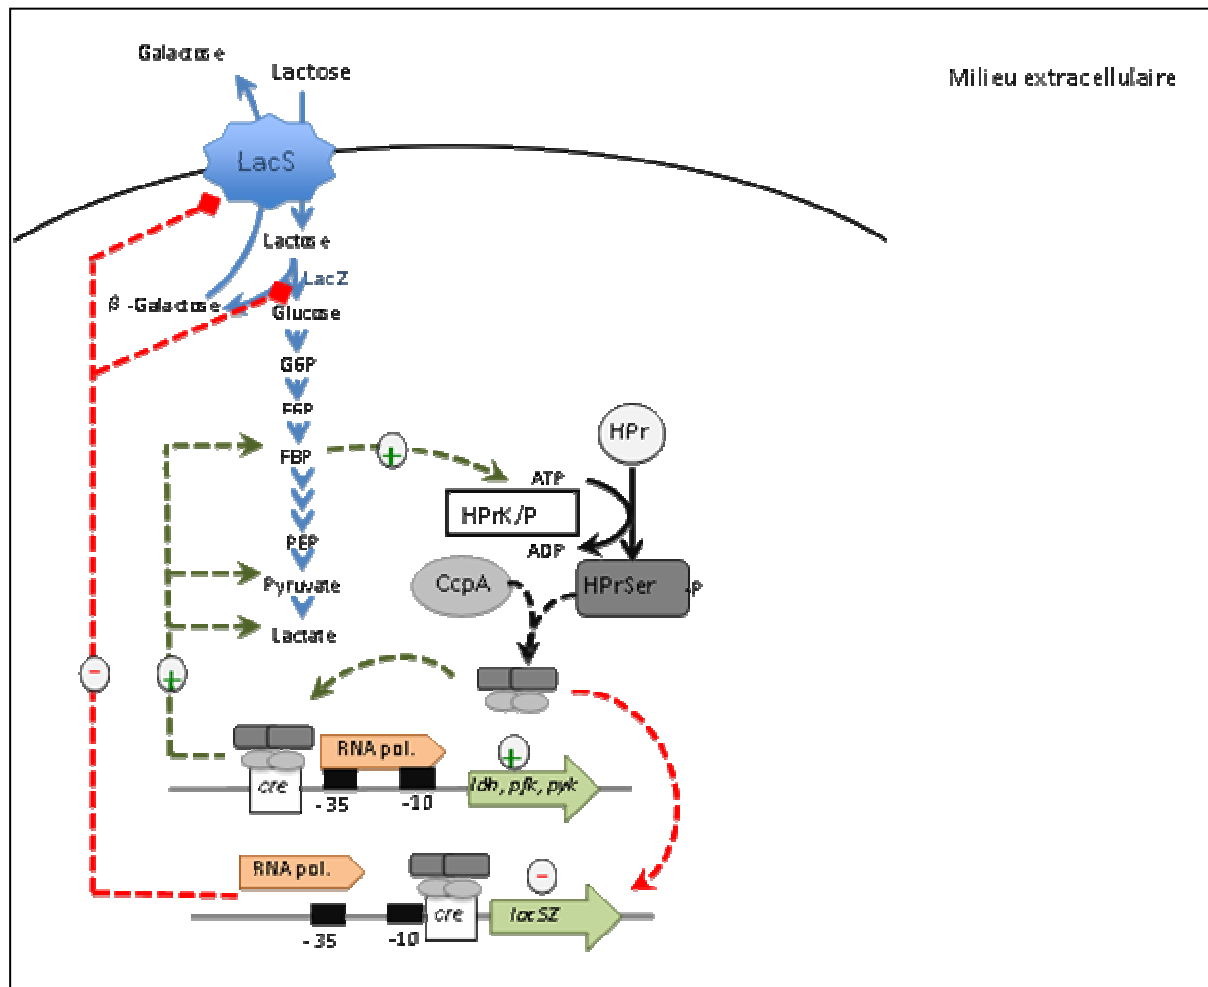 Galactose
Lactose
Milieu extracellulaire
LacS
Lactose
LacZ
β -Galactose
Glucose
G6P
F6P
FBP
+
HPr
ATP
HPrK/P
ADP
PEP
CcpA
HPrSer
-P
Pyruvate
Lactate
-
+
RNA pol.
+
cre
ldh, pfk, pyk
-35
-10
RNA pol.
-
cre
lacSZ
-35
-10